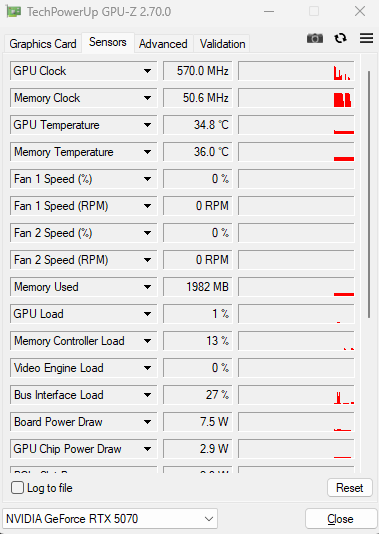 TechPowerUp GPU-Z 2.70.0
Graphics Card Sensors Advanced Validation
GPU Clock 570.0 MHz
Memory Clock 50.6 MHz
GPU Temperature 34.8 °C
Memory Temperature 36.0 °C
Fan 1 Speed (%) 0 %
Fan 1 Speed (RPM) 0 RPM
Fan 2 Speed (%) 0 %
Fan 2 Speed (RPM) 0 RPM
Memory Used 1982 MB
GPU Load 1 %
Memory Controller Load 13 %
Video Engine Load 0 %
Bus Interface Load 27 %
Board Power Draw 7.5 W
GPU Chip Power Draw 2.9 W
Log to file Reset
NVIDIA GeForce RTX 5070 Close